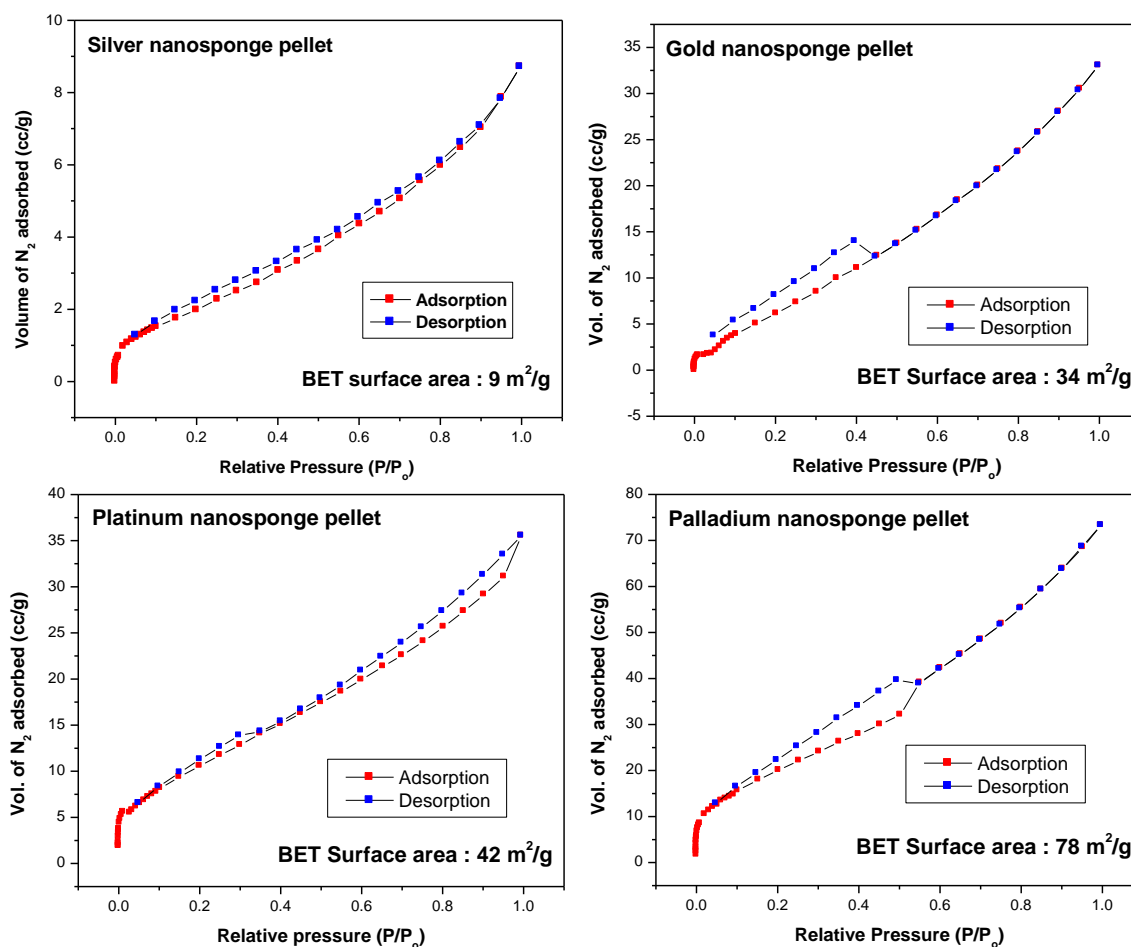 Silver nanosponge pellet
Volume of N2 adsorbed (cc/g)
10
8
6
4
2
0
Adsorption
Desorption
BET surface area : 9 m²/g
0.0 0.2 0.4 0.6 0.8 1.0
Relative Pressure (P/Po)
Gold nanosponge pellet
Vol. of N2 adsorbed (cc/g)
35
30
25
20
15
10
5
0
-5
Adsorption
Desorption
BET Surface area : 34 m²/g
0.0 0.2 0.4 0.6 0.8 1.0
Relative Pressure (P/Po)
Platinum nanosponge pellet
Vol. of N2 adsorbed (cc/g)
40
35
30
25
20
15
10
5
0
Adsorption
Desorption
BET Surface area : 42 m²/g
0.0 0.2 0.4 0.6 0.8 1.0
Relative pressure (P/Po)
Palladium nanosponge pellet
Vol. of N2 adsorbed (cc/g)
80
70
60
50
40
30
20
10
0
Adsorption
Desorption
BET Surface area : 78 m²/g
0.0 0.2 0.4 0.6 0.8 1.0
Relative Pressure (P/Po)